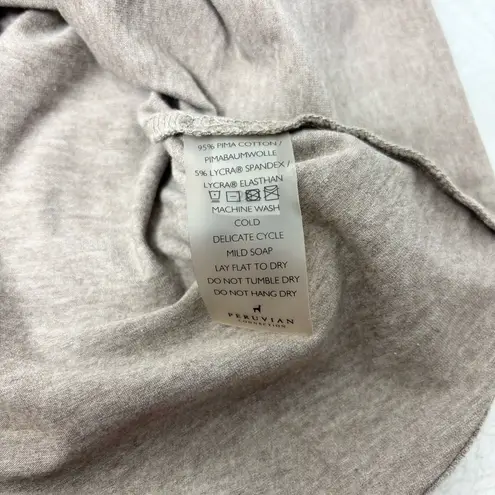 95% PIMA COTTON /
PIMABAUMWOLLE
5% LYCRA® SPANDEX /
LYCRA® ELASTHAN
MACHINE WASH
COLD
DELICATE CYCLE
MILD SOAP
LAY FLAT TO DRY
DO NOT TUMBLE DRY
DO NOT HANG DRY
PERUVIAN
CONNECTION